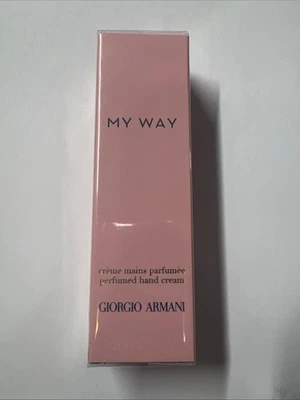 MY WAY
crème mains parfumée
perfumed hand cream
GIORGIO ARMANI